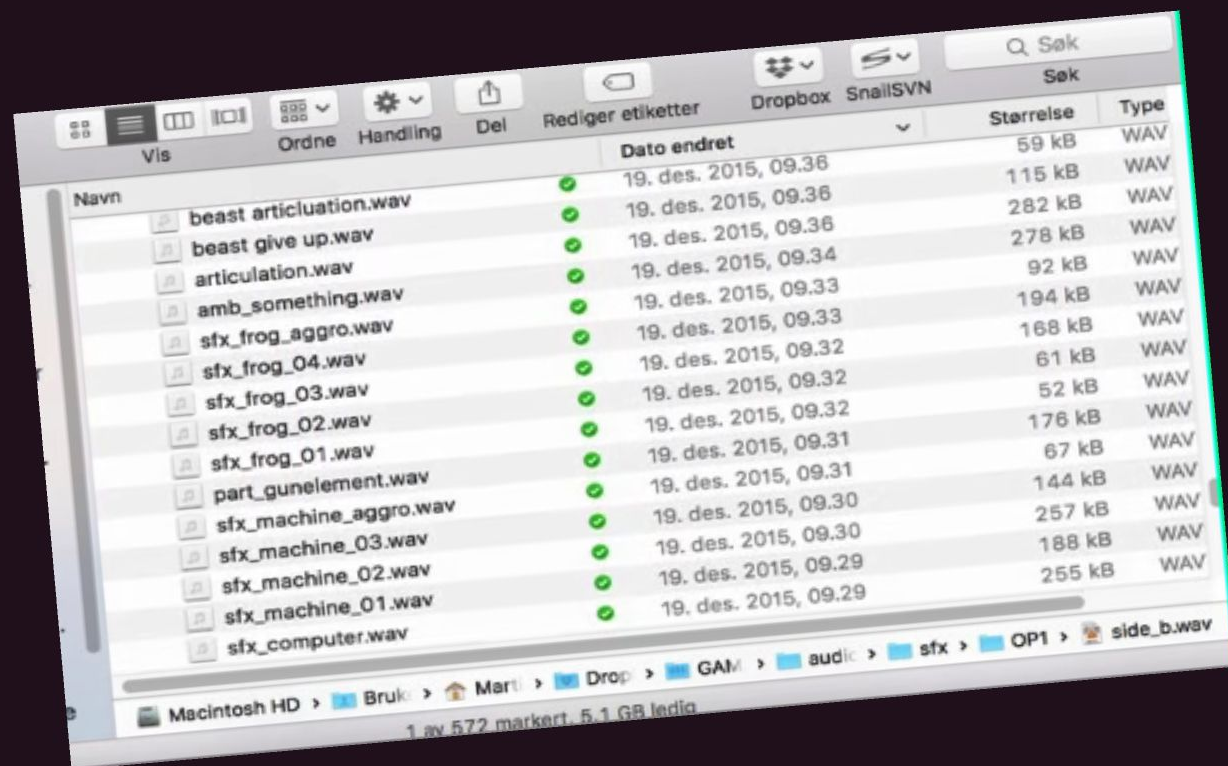 Vis Ordne Handling Del Rediger etiketter Dropbox SnailSVN Søk
Søk
Navn Dato endret Størrelse Type
beast articluation.wav 19. des. 2015, 09.36 59 kB WAV
beast give up.wav 19. des. 2015, 09.36 115 kB WAV
articulation.wav 19. des. 2015, 09.36 282 kB WAV
amb_something.wav 19. des. 2015, 09.34 278 kB WAV
sfx_frog_aggro.wav 19. des. 2015, 09.33 92 kB WAV
sfx_frog_04.wav 19. des. 2015, 09.33 194 kB WAV
sfx_frog_03.wav 19. des. 2015, 09.32 168 kB WAV
sfx_frog_02.wav 19. des. 2015, 09.32 61 kB WAV
sfx_frog_01.wav 19. des. 2015, 09.32 52 kB WAV
part_gunelement.wav 19. des. 2015, 09.31 176 kB WAV
sfx_machine_aggro.wav 19. des. 2015, 09.31 67 kB WAV
sfx_machine_03.wav 19. des. 2015, 09.30 144 kB WAV
sfx_machine_02.wav 19. des. 2015, 09.30 257 kB WAV
sfx_machine_01.wav 19. des. 2015, 09.29 188 kB WAV
sfx_computer.wav 19. des. 2015, 09.29 255 kB WAV
Macintosh HD › Bruk › Mart › Drop › GAM › audic › sfx › OP1 › side_b.wav
1 av 572 markert, 5,1 GB ledig